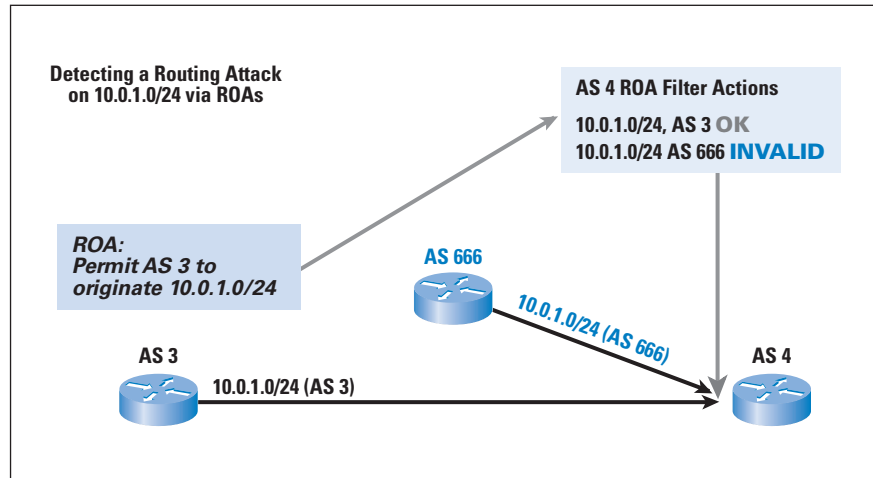 Detecting a Routing Attack
on 10.0.1.0/24 via ROAs
AS 4 ROA Filter Actions
10.0.1.0/24, AS 3 OK
10.0.1.0/24 AS 666 INVALID
ROA:
Permit AS 3 to
originate 10.0.1.0/24
AS 666
10.0.1.0/24 (AS 666)
AS 3
10.0.1.0/24 (AS 3)
AS 4